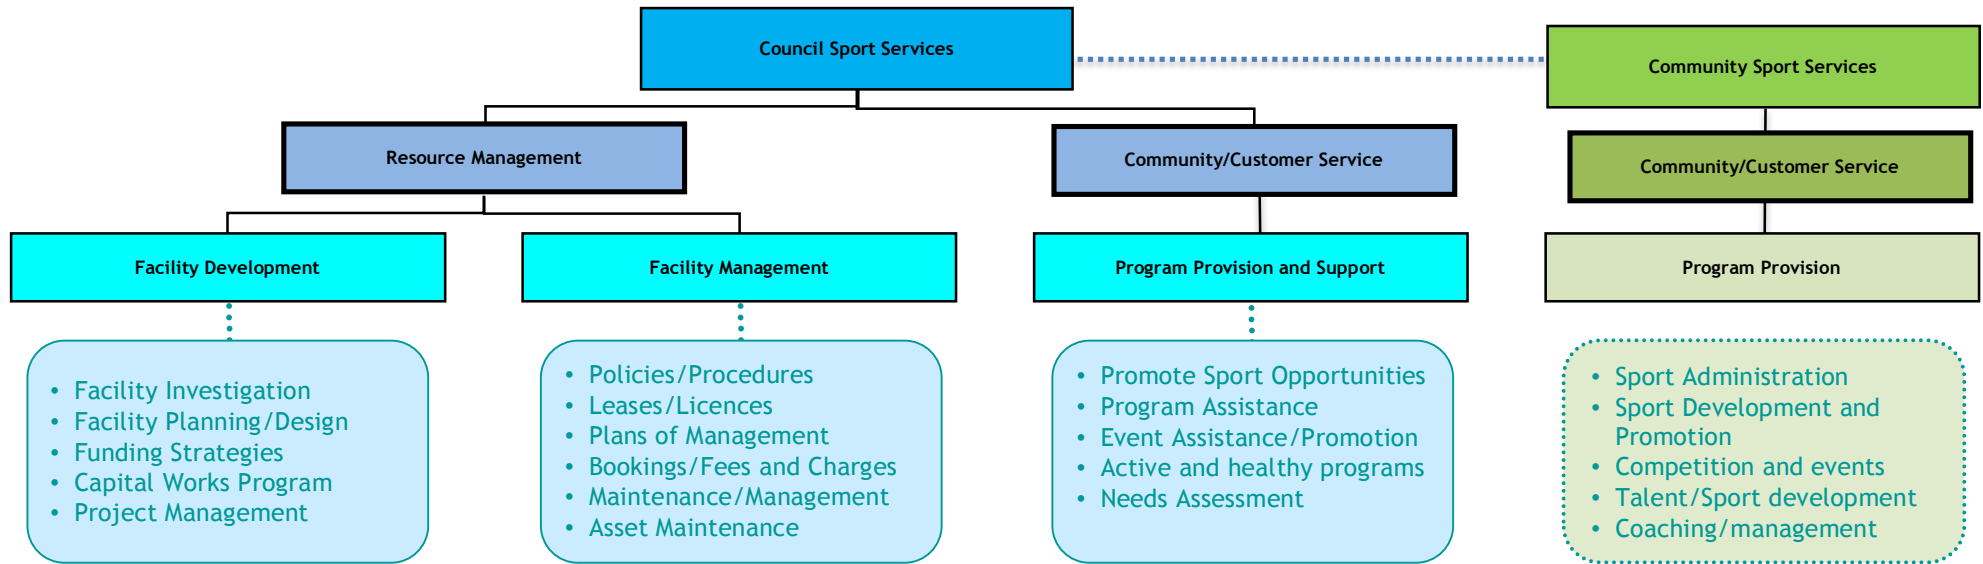 Council Sport Services
Community Sport Services
Resource Management
Community/Customer Service
Community/Customer Service
Facility Development
Facility Management
Program Provision and Support
Program Provision
• Facility Investigation
• Facility Planning/Design
• Funding Strategies
• Capital Works Program
• Project Management
• Policies/Procedures
• Leases/Licences
• Plans of Management
• Bookings/Fees and Charges
• Maintenance/Management
• Asset Maintenance
• Promote Sport Opportunities
• Program Assistance
• Event Assistance/Promotion
• Active and healthy programs
• Needs Assessment
• Sport Administration
• Sport Development and
Promotion
• Competition and events
• Talent/Sport development
• Coaching/management